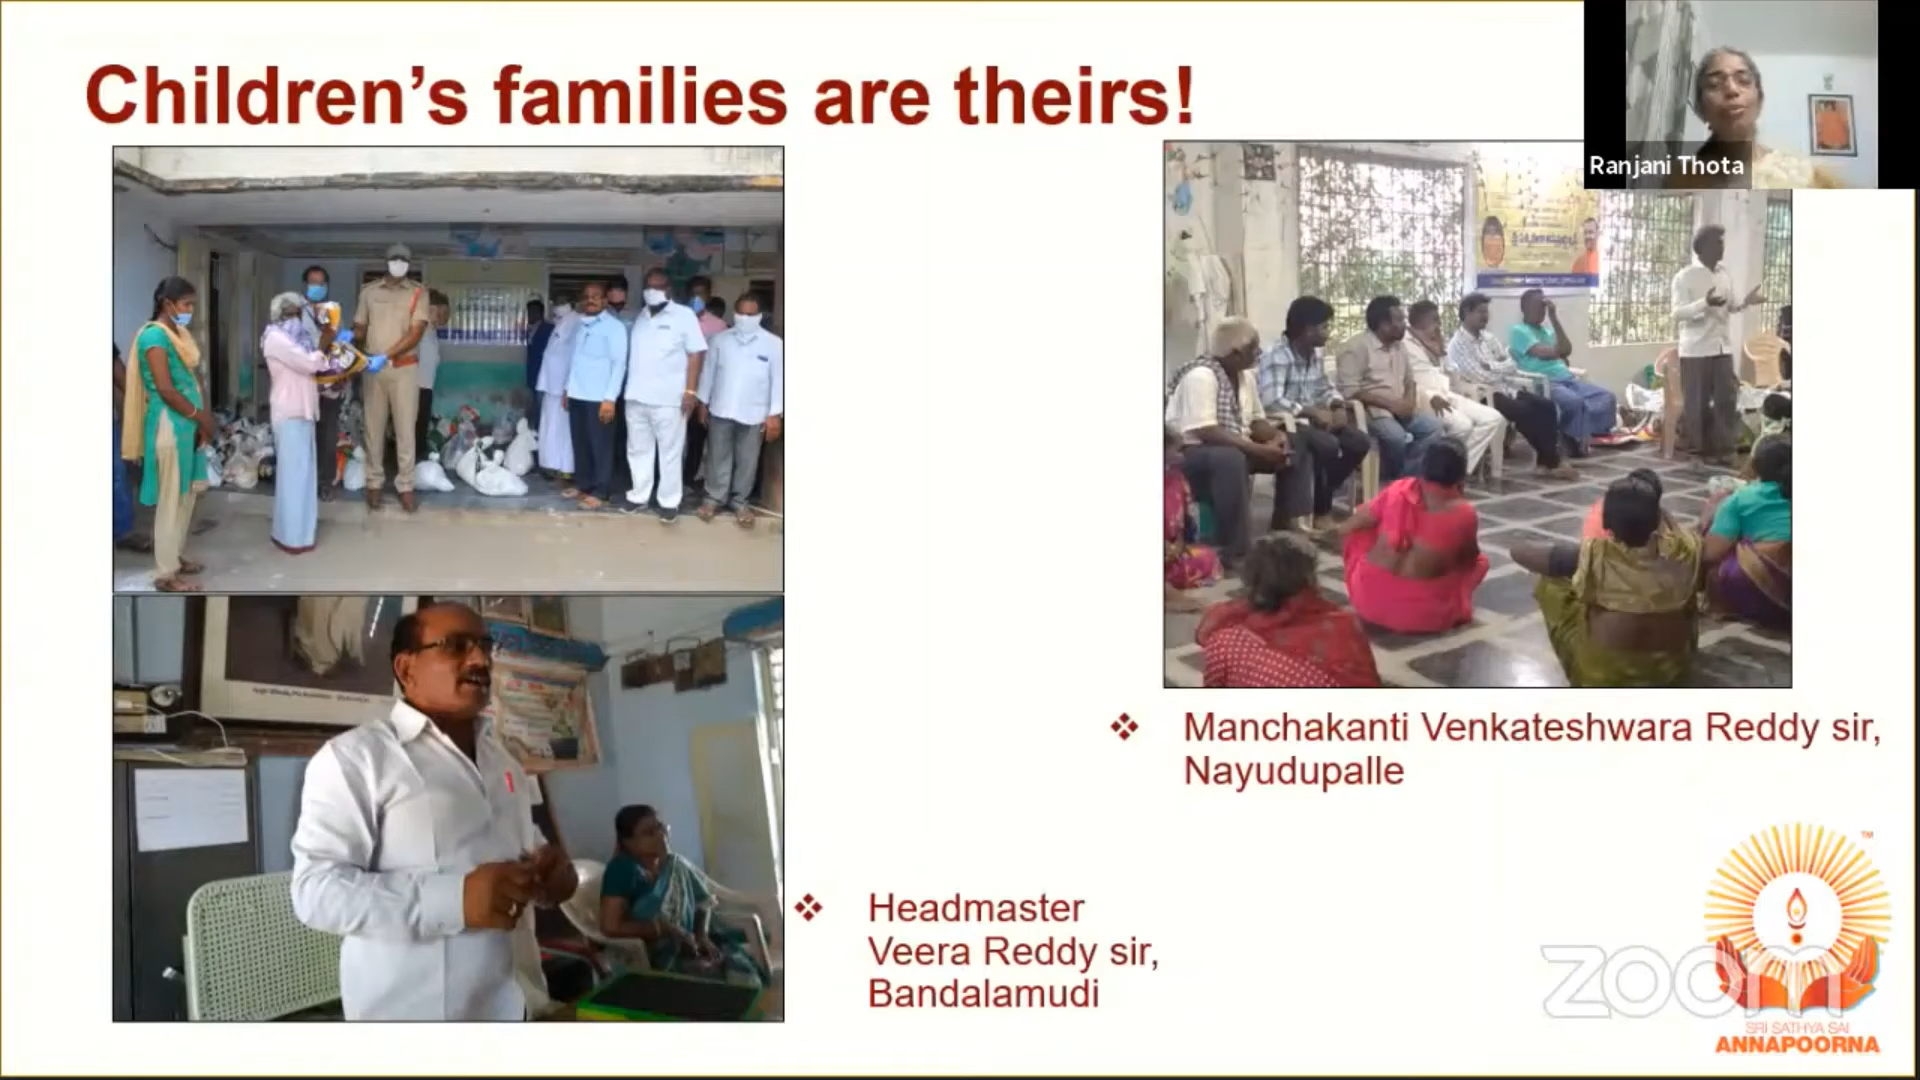 Children’s families are theirs!
Ranjani Thota
❖ Manchakanti Venkateshwara Reddy sir,
Nayudupalle
❖ Headmaster
Veera Reddy sir,
Bandalamudi
zoom
TM
SRI SATHYA SAI
ANNAPOORNA